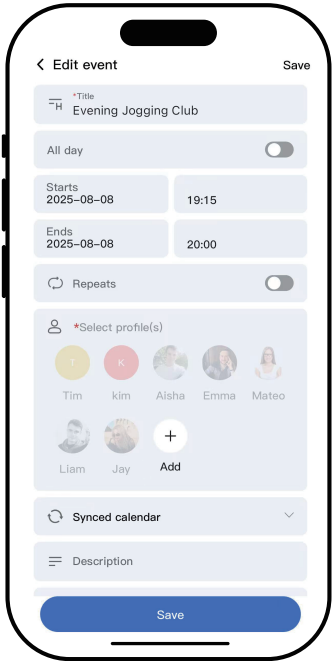 Edit event
Save
*Title
Evening Jogging Club
All day
Starts
2025-08-08
19:15
Ends
2025-08-08
20:00
Repeats
*Select profile(s)
T
K
Tim
kim
Aisha
Emma
Mateo
Liam
Jay
Add
Synced calendar
Description
Save